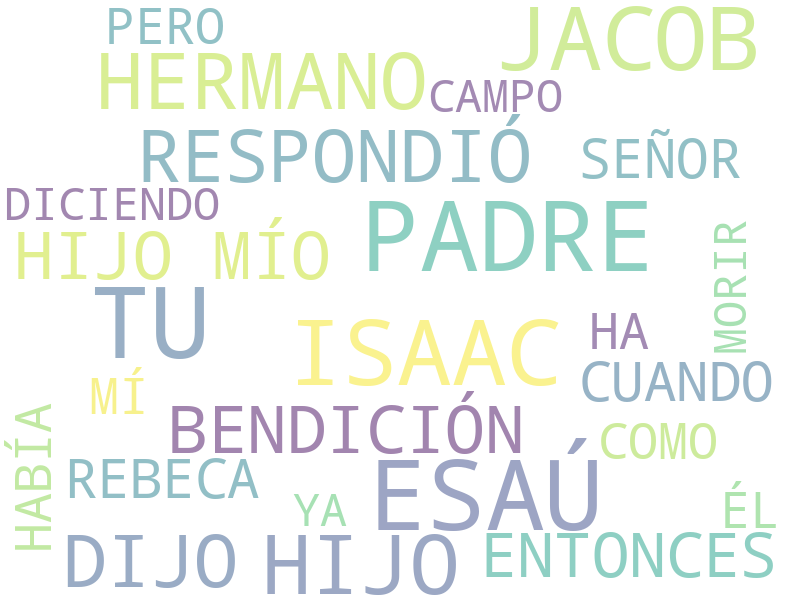 PERO
JACOB
HERMANO
CAMPO
RESPONDIÓ
SEÑOR
DICIENDO
PADRE
HIJO MÍO
MORIR
TU
ISAAC
HA
CUANDO
MÍ
BENDICIÓN
COMO
HABÍA
REBECA
ESAÚ
YA
ÉL
DIJO
HIJO
ENTONCES